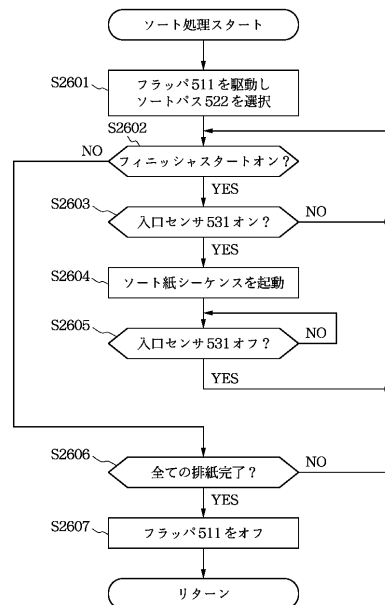 ソート処理スタート
S2601
フラッパ511を駆動し
ソートパス522を選択
S2602
NO
フィニッシャスタートオン?
YES
S2603
入口センサ531オン?
NO
YES
S2604
ソート紙シーケンスを起動
S2605
入口センサ531オフ?
NO
YES
S2606
全ての排紙完了?
NO
YES
S2607
フラッパ511をオフ
リターン